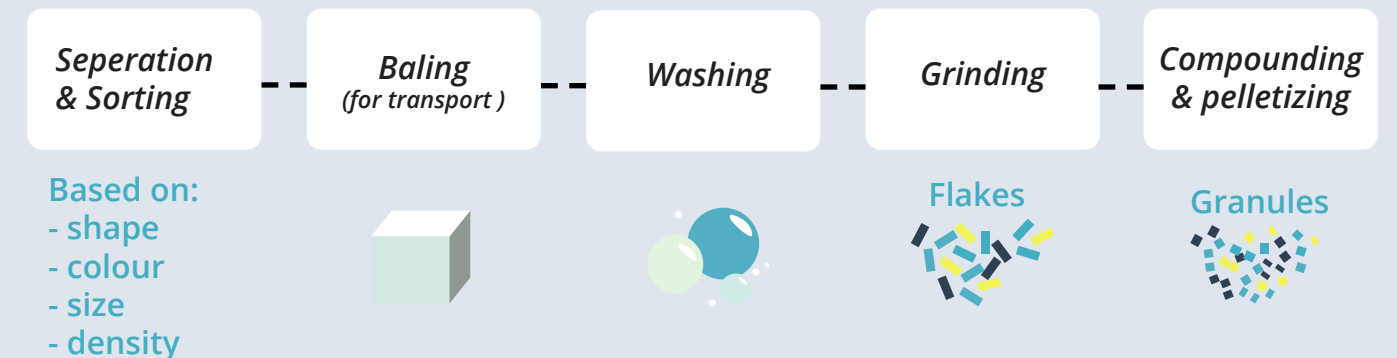 Seperation
& Sorting
Baling
(for transport )
Washing
Grinding
Compounding
& pelletizing
Based on:
- shape
- colour
- size
- density
Flakes
Granules